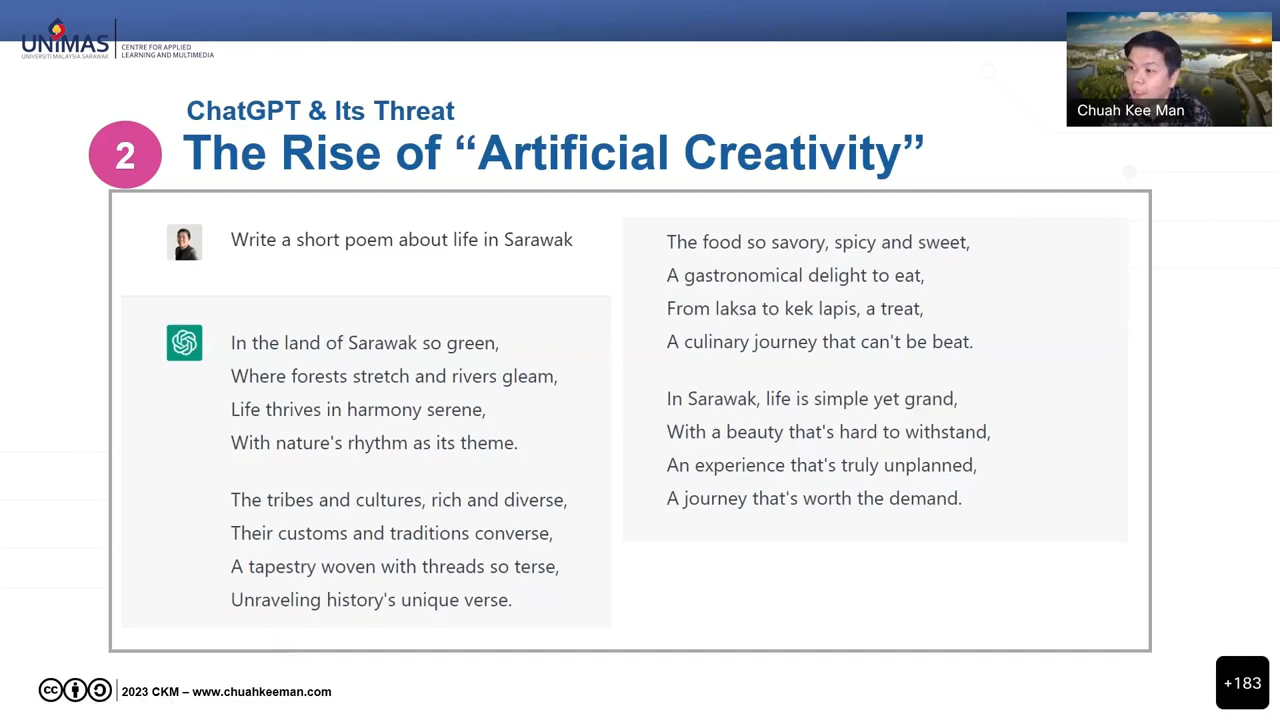 UNIMAS
UNIVERSITI MALAYSIA SARAWAK
CENTRE FOR APPLIED
LEARNING AND MULTIMEDIA
Chuah Kee Man
ChatGPT & Its Threat
2
The Rise of “Artificial Creativity”
Write a short poem about life in Sarawak
In the land of Sarawak so green,
Where forests stretch and rivers gleam,
Life thrives in harmony serene,
With nature's rhythm as its theme.
The tribes and cultures, rich and diverse,
Their customs and traditions converse,
A tapestry woven with threads so terse,
Unraveling history's unique verse.
The food so savory, spicy and sweet,
A gastronomical delight to eat,
From laksa to kek lapis, a treat,
A culinary journey that can't be beat.
In Sarawak, life is simple yet grand,
With a beauty that's hard to withstand,
An experience that's truly unplanned,
A journey that's worth the demand.
cc
2023 CKM – www.chuahkeeman.com
+183